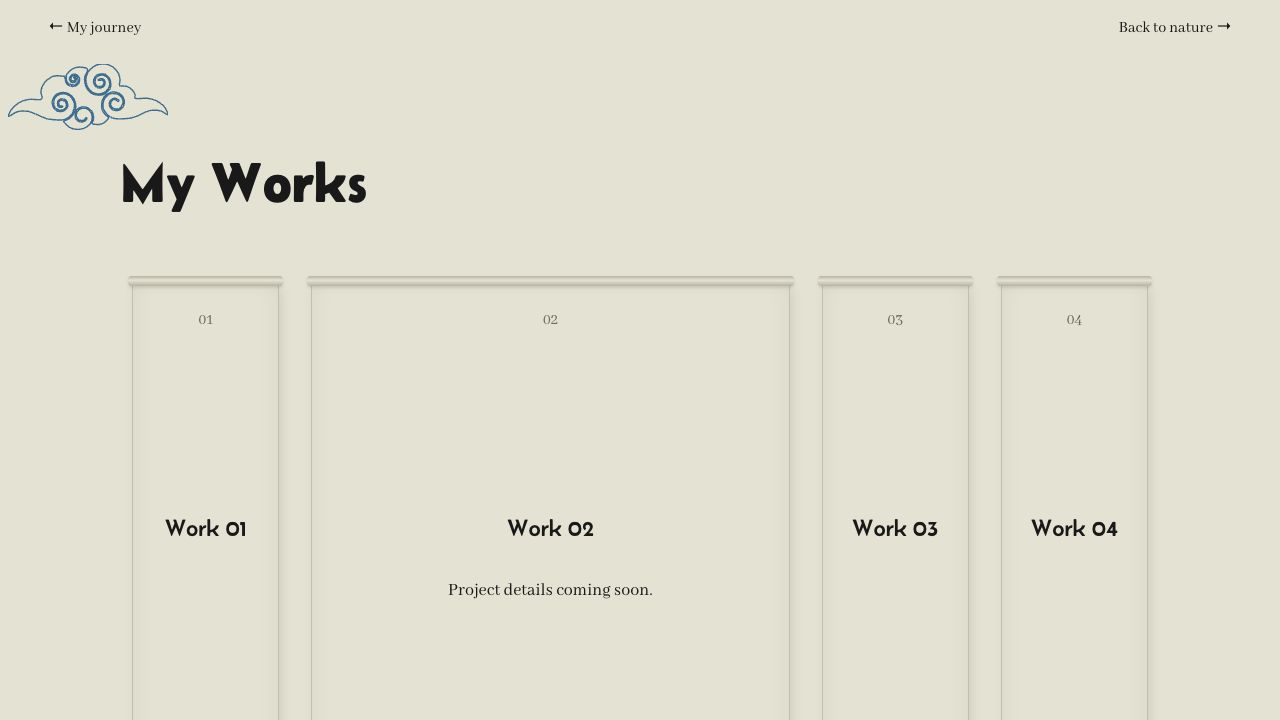 ← My journey
Back to nature →
My Works
01
02
03
04
Work 01
Work 02
Work 03
Work 04
Project details coming soon.